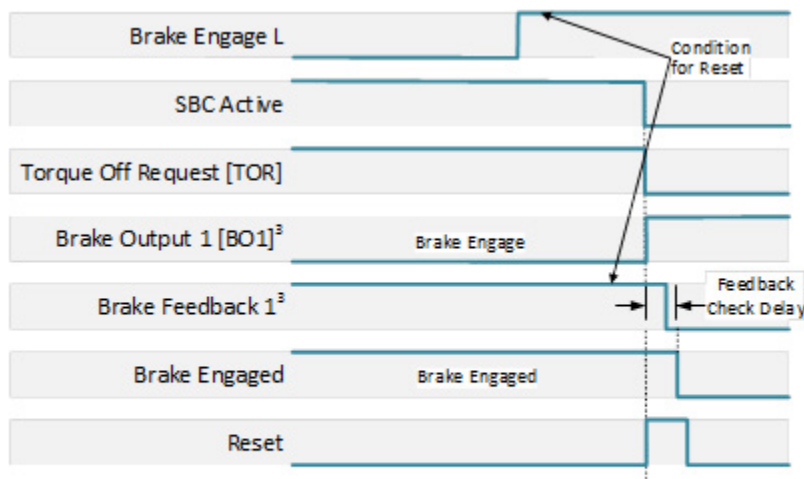 Brake Engage L
Condition
for Reset
SBC Active
Torque Off Request [TOR]
Brake Output 1 [BO1]³
Brake Engage
Brake Feedback 1³
Feedback
Check Delay
Brake Engaged
Brake Engaged
Reset